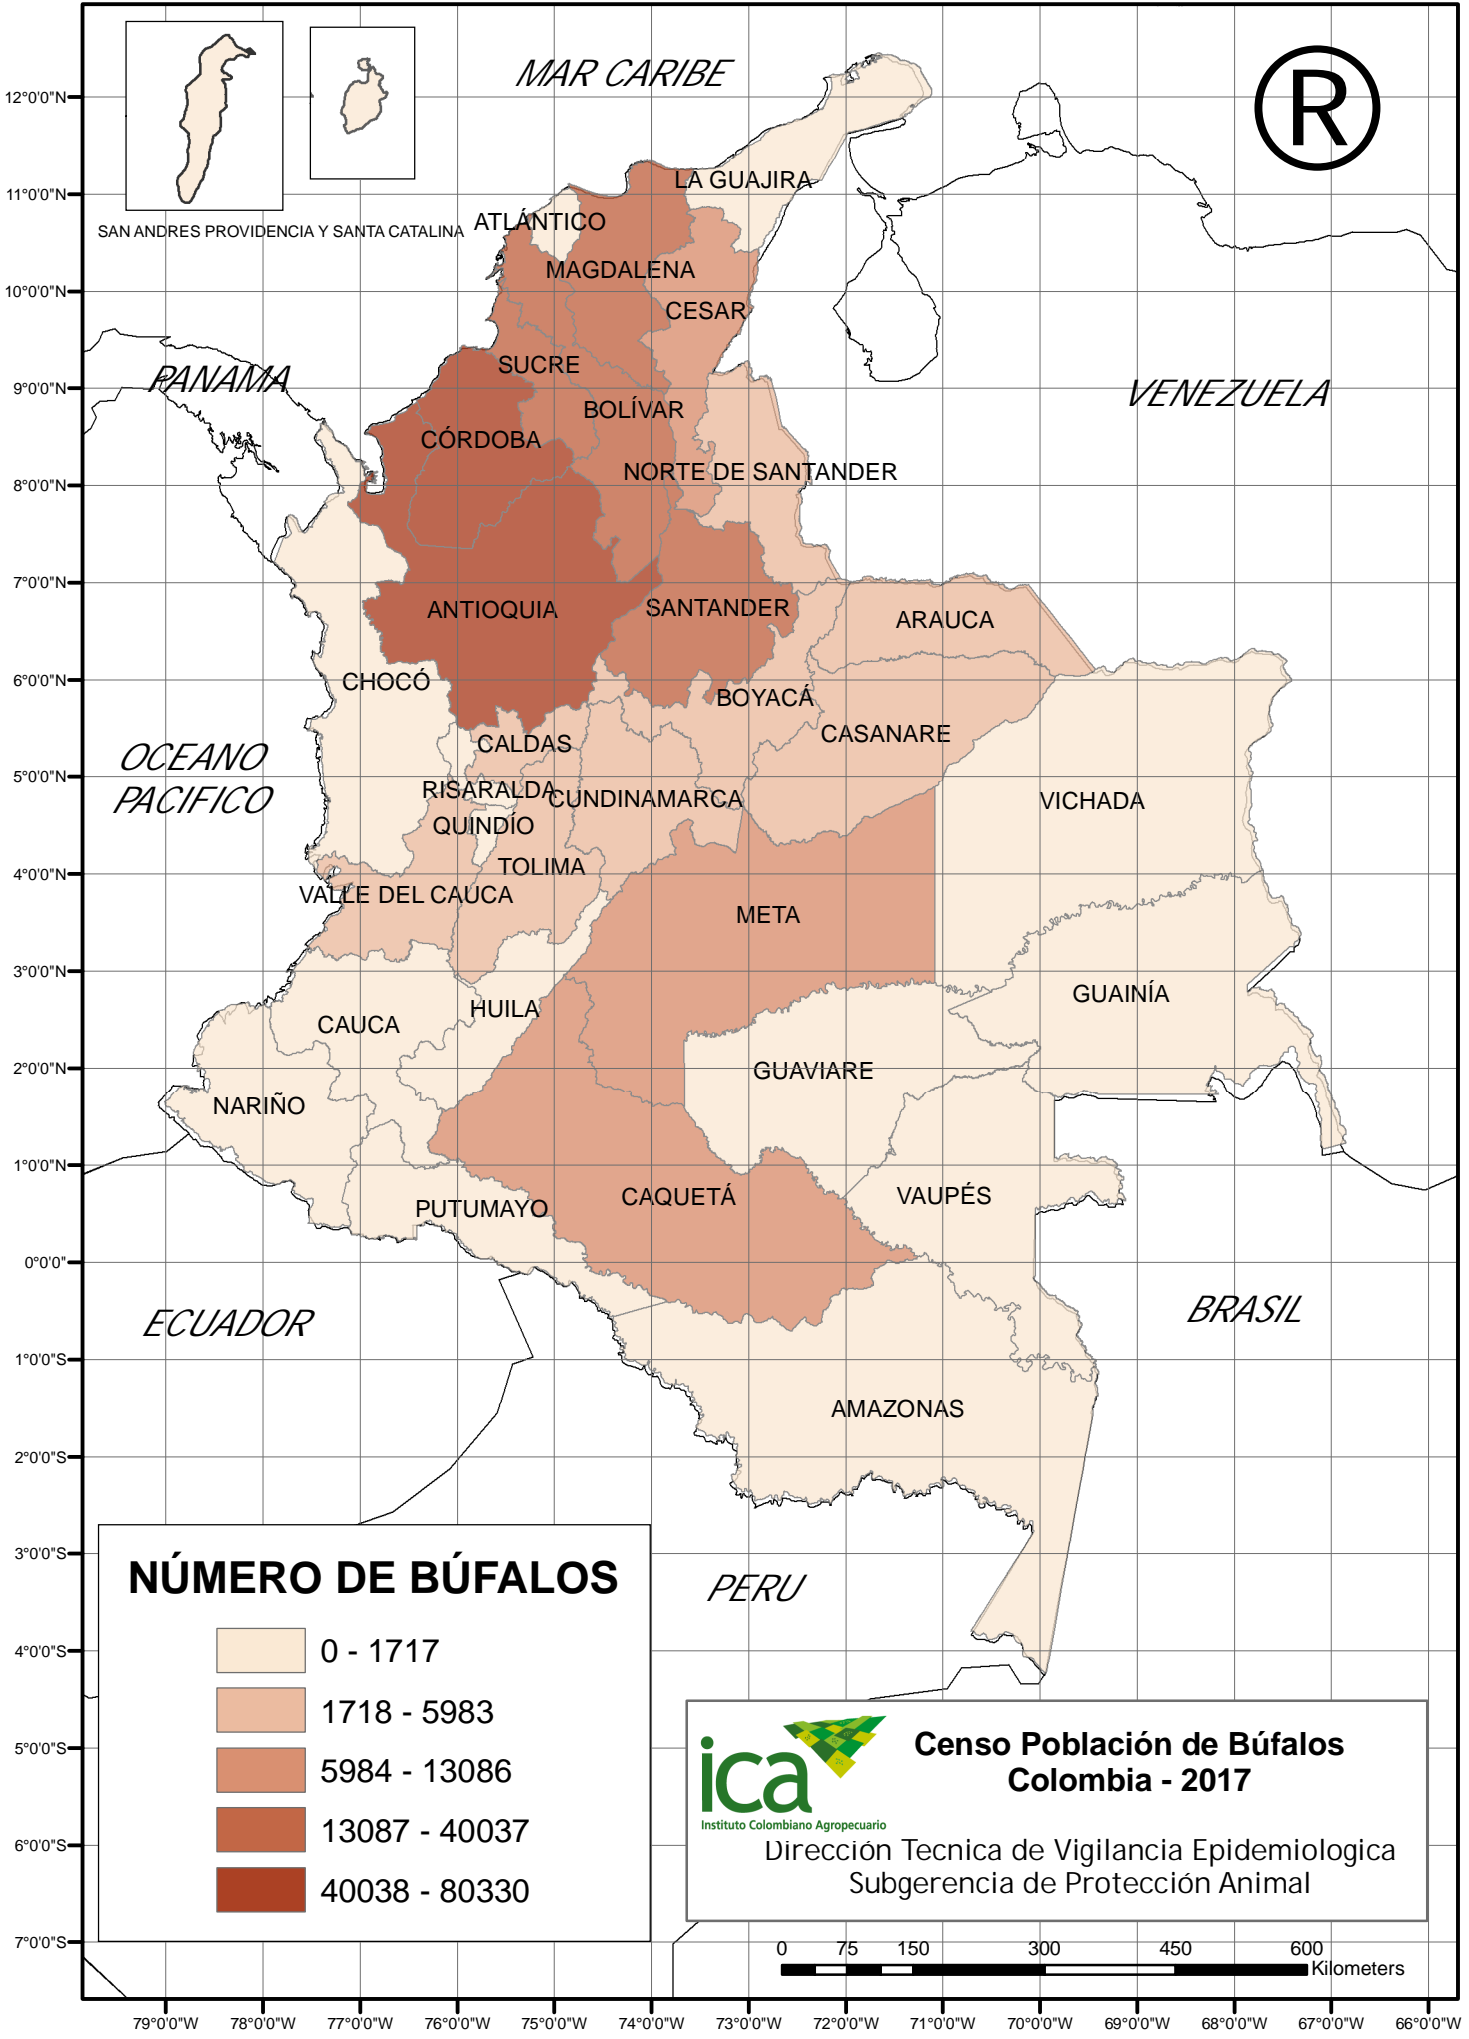 MAR CARIBE
®
12°0'0"N
11°0'0"N
10°0'0"N
9°0'0"N
8°0'0"N
7°0'0"N
6°0'0"N
5°0'0"N
4°0'0"N
3°0'0"N
2°0'0"N
1°0'0"N
0°0'0"
1°0'0"S
2°0'0"S
3°0'0"S
4°0'0"S
5°0'0"S
6°0'0"S
7°0'0"S
SAN ANDRES PROVIDENCIA Y SANTA CATALINA
LA GUAJIRA
ATLÁNTICO
MAGDALENA
CESAR
SUCRE
PANAMA
VENEZUELA
BOLÍVAR
CÓRDOBA
NORTE DE SANTANDER
ANTIOQUIA
SANTANDER
ARAUCA
CHOCÓ
BOYACÁ
CASANARE
OCEANO
PACIFICO
CALDAS
RISARALDA
CUNDINAMARCA
VICHADA
QUINDÍO
TOLIMA
VALLE DEL CAUCA
META
GUAINÍA
HUILA
CAUCA
GUAVIARE
NARIÑO
CAQUETÁ
VAUPÉS
PUTUMAYO
ECUADOR
BRASIL
AMAZONAS
PERU
NÚMERO DE BÚFALOS
0 - 1717
1718 - 5983
5984 - 13086
13087 - 40037
40038 - 80330
ica
Instituto Colombiano Agropecuario
Censo Población de Búfalos
Colombia - 2017
Dirección Tecnica de Vigilancia Epidemiologica
Subgerencia de Protección Animal
0 75 150 300 450 600
Kilometers
79°0'0"W 78°0'0"W 77°0'0"W 76°0'0"W 75°0'0"W 74°0'0"W 73°0'0"W 72°0'0"W 71°0'0"W 70°0'0"W 69°0'0"W 68°0'0"W 67°0'0"W 66°0'0"W